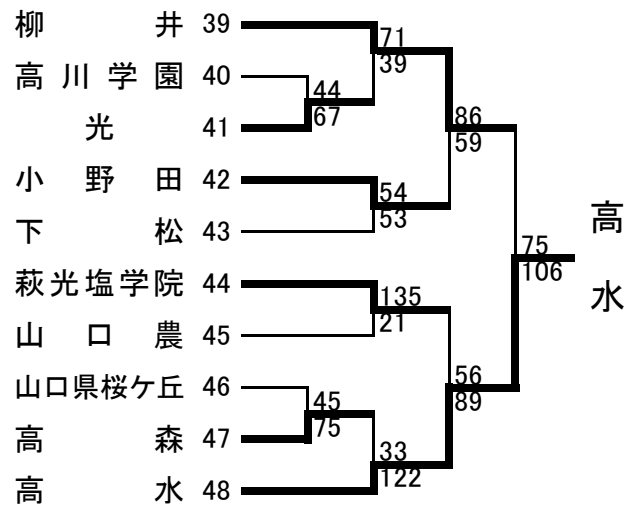 柳井 39
高川学園 40
光 41
小野田 42
下松 43
萩光塩学院 44
山口農 45
山口県桜ケ丘 46
高森 47
高水 48
44
67
45
75
71
39
54
53
135
21
33
122
86
59
56
89
75
106
高水